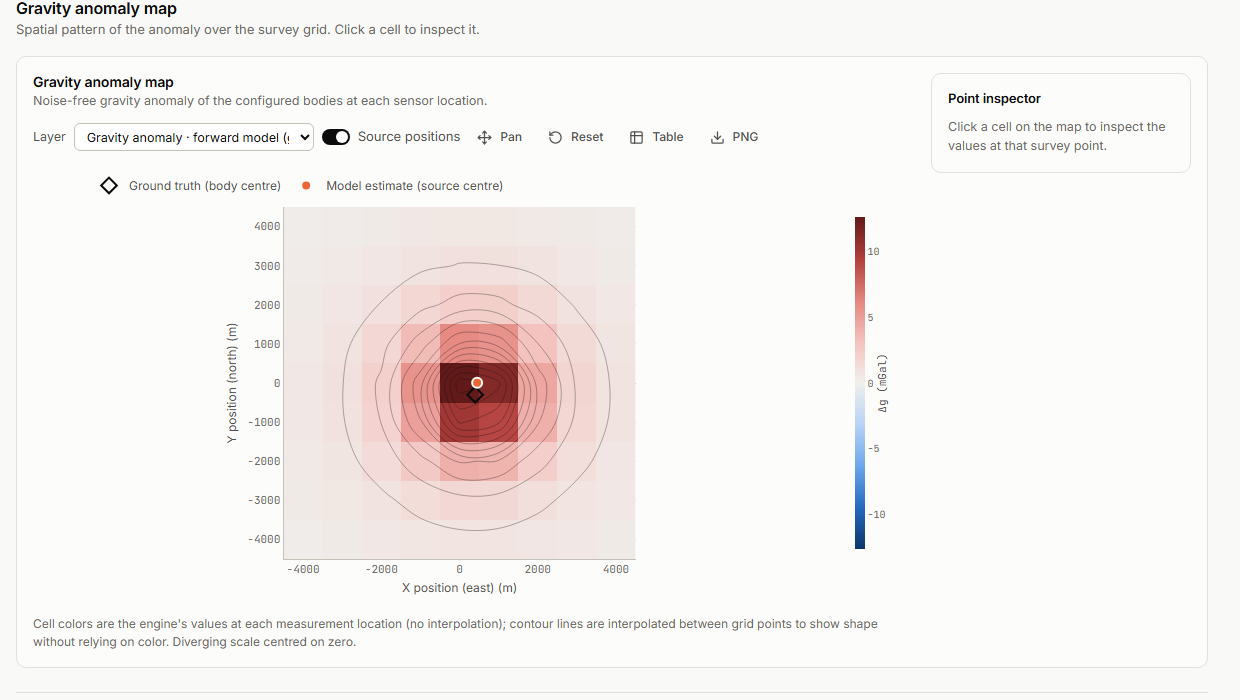 Gravity anomaly map
Spatial pattern of the anomaly over the survey grid. Click a cell to inspect it.
Gravity anomaly map
Noise-free gravity anomaly of the configured bodies at each sensor location.
Layer
Gravity anomaly · forward model (
Source positions
Pan
Reset
Table
PNG
Point inspector
Click a cell on the map to inspect the
values at that survey point.
Ground truth (body centre)
Model estimate (source centre)
Y position (north) (m)
4000
3000
2000
1000
0
-1000
-2000
-3000
-4000
-4000
-2000
0
2000
4000
X position (east) (m)
10
5
0
-5
-10
Δg (mGal)
Cell colors are the engine's values at each measurement location (no interpolation); contour lines are interpolated between grid points to show shape
without relying on color. Diverging scale centred on zero.